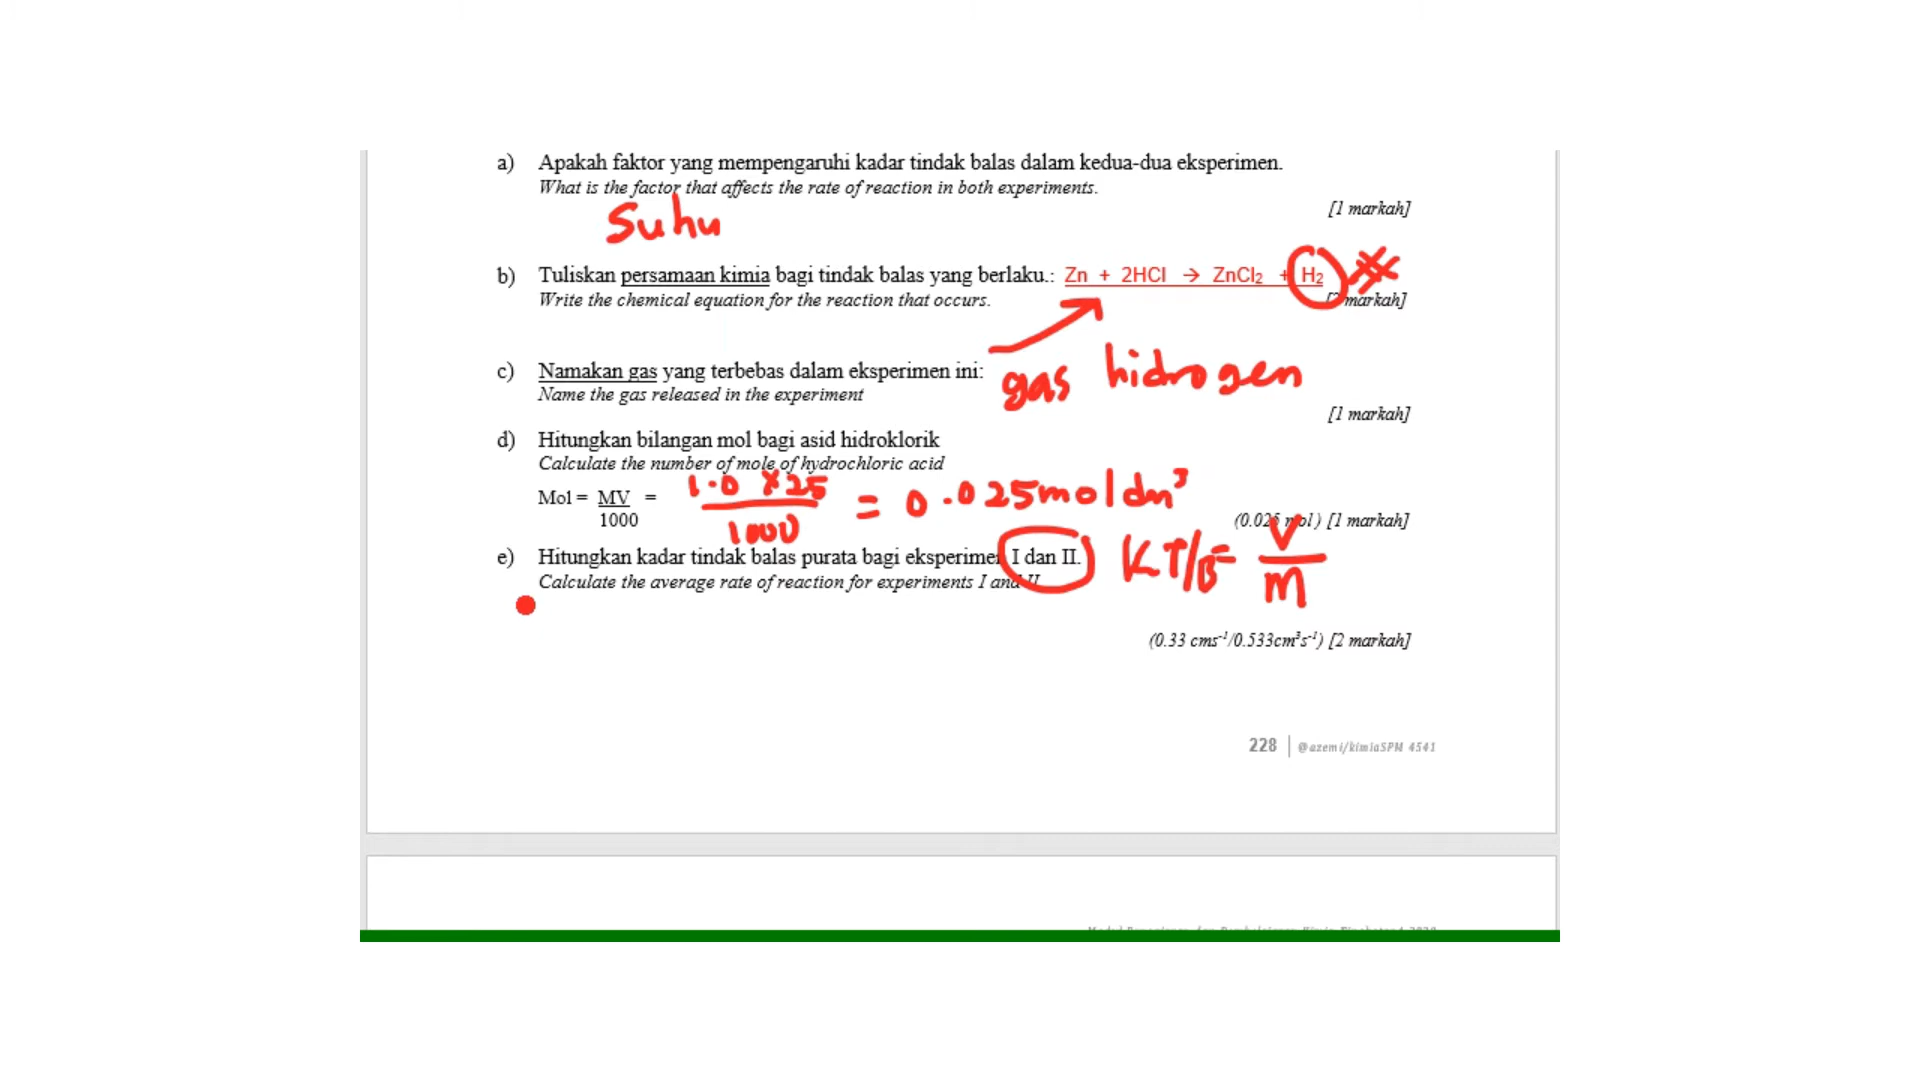 a) Apakah faktor yang mempengaruhi kadar tindak balas dalam kedua-dua eksperimen.
What is the factor that affects the rate of reaction in both experiments.
[1 markah]
Suhu
b) Tuliskan persamaan kimia bagi tindak balas yang berlaku.: Zn + 2HCl → ZnCl₂ + H₂
Write the chemical equation for the reaction that occurs.
markah]
c) Namakan gas yang terbebas dalam eksperimen ini: gas hidrogen
Name the gas released in the experiment
[1 markah]
d) Hitungkan bilangan mol bagi asid hidroklorik
Calculate the number of mole of hydrochloric acid
Mol = MV = 1.0 × 25 = 0.025 mol dm³
1000 1000
(0.025 mol) [1 markah]
e) Hitungkan kadar tindak balas purata bagi eksperimen I dan II. KT/B = V
M
Calculate the average rate of reaction for experiments I and II
(0.33 cms⁻¹/0.533cm³s⁻¹) [2 markah]
228 | @azemi/kimiaSPM 4541